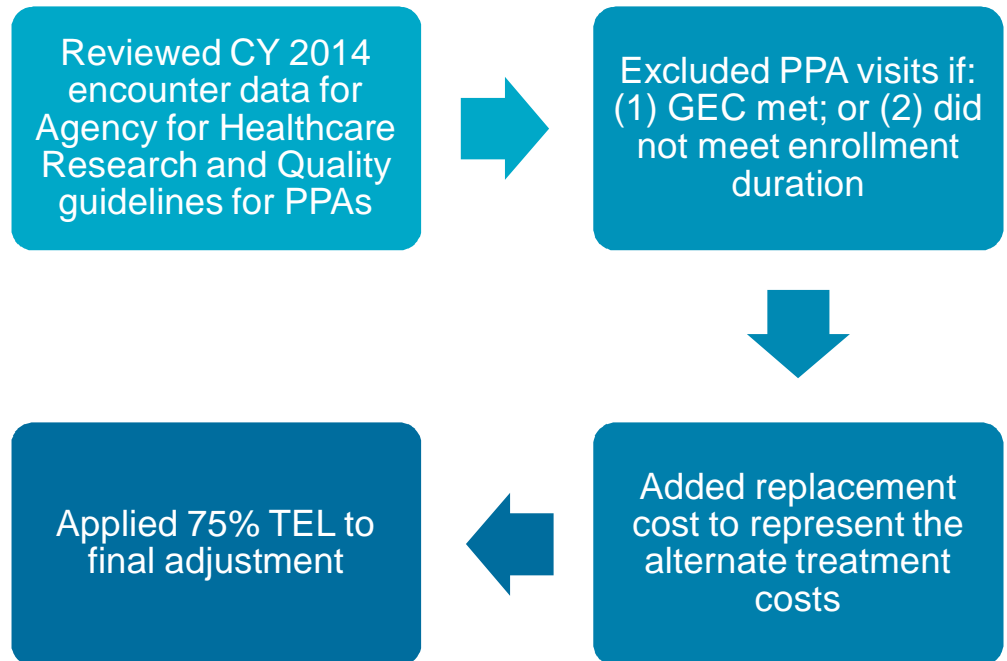 Reviewed CY 2014
encounter data for
Agency for Healthcare
Research and Quality
guidelines for PPAs
Excluded PPA visits if:
(1) GEC met; or (2) did
not meet enrollment
duration
Added replacement
cost to represent the
alternate treatment
costs
Applied 75% TEL to
final adjustment